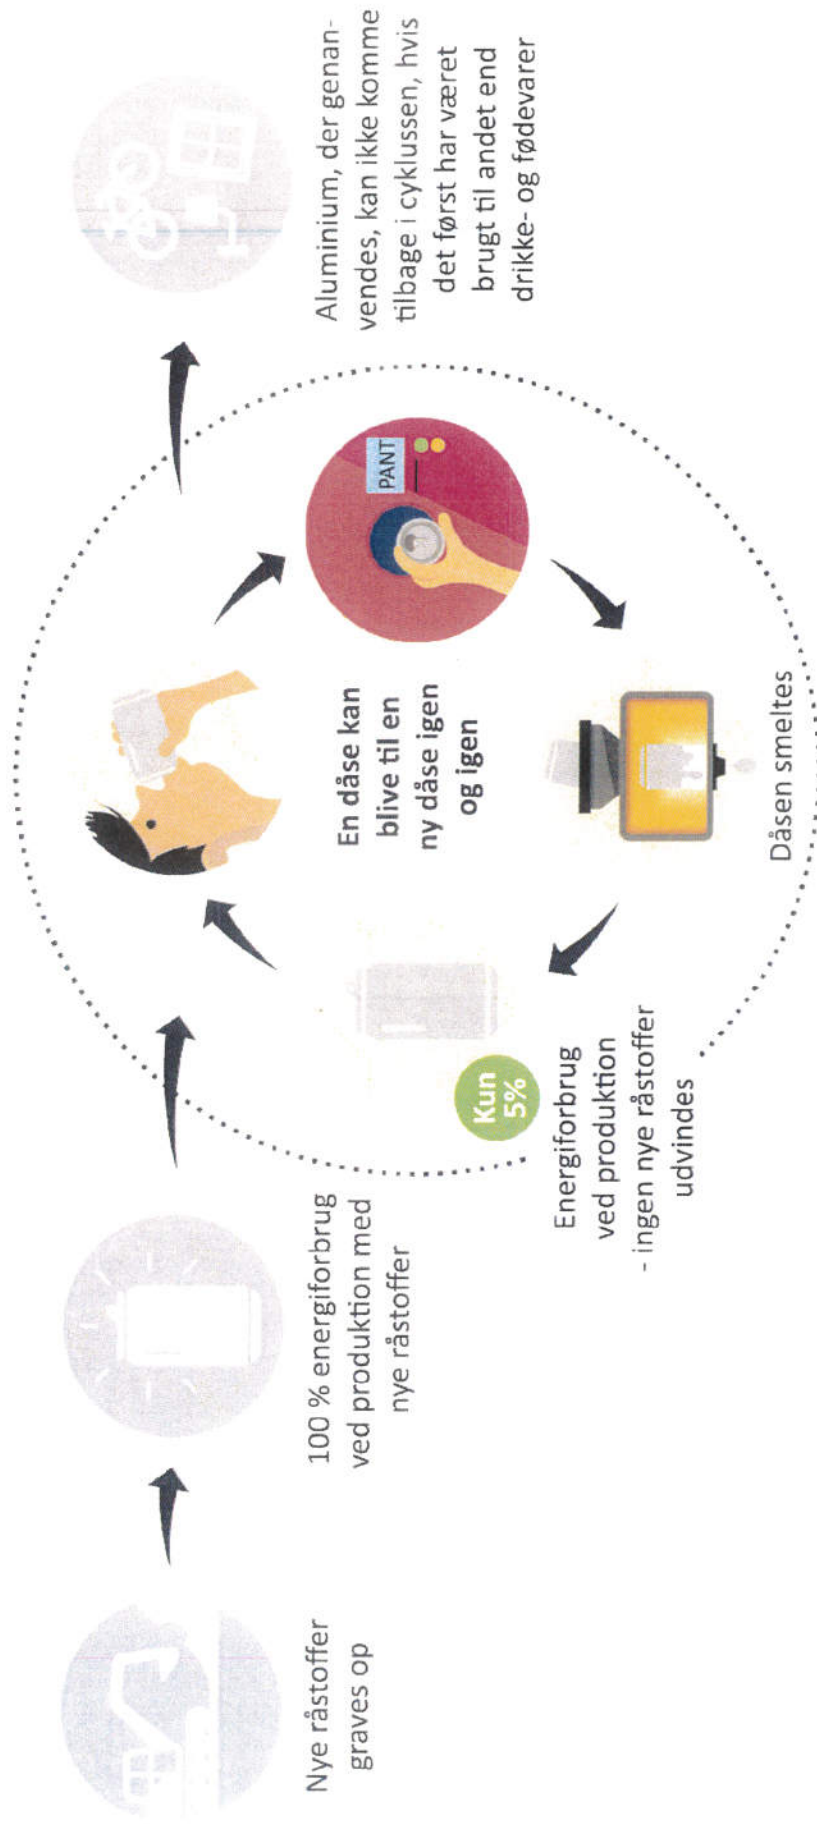 Nye råstoffer
graves op
100 % energiforbrug
ved produktion med
nye råstoffer
Kun
5%
Energiforbrug
ved produktion
- ingen nye råstoffer
udvindes
En dåse kan
blive til en
ny dåse igen
og igen
Dåsen smeltes
PANT
Aluminium, der genan-
vendes, kan ikke komme
tilbage i cyklussen, hvis
det først har været
brugt til andet end
drikke- og fødevarer